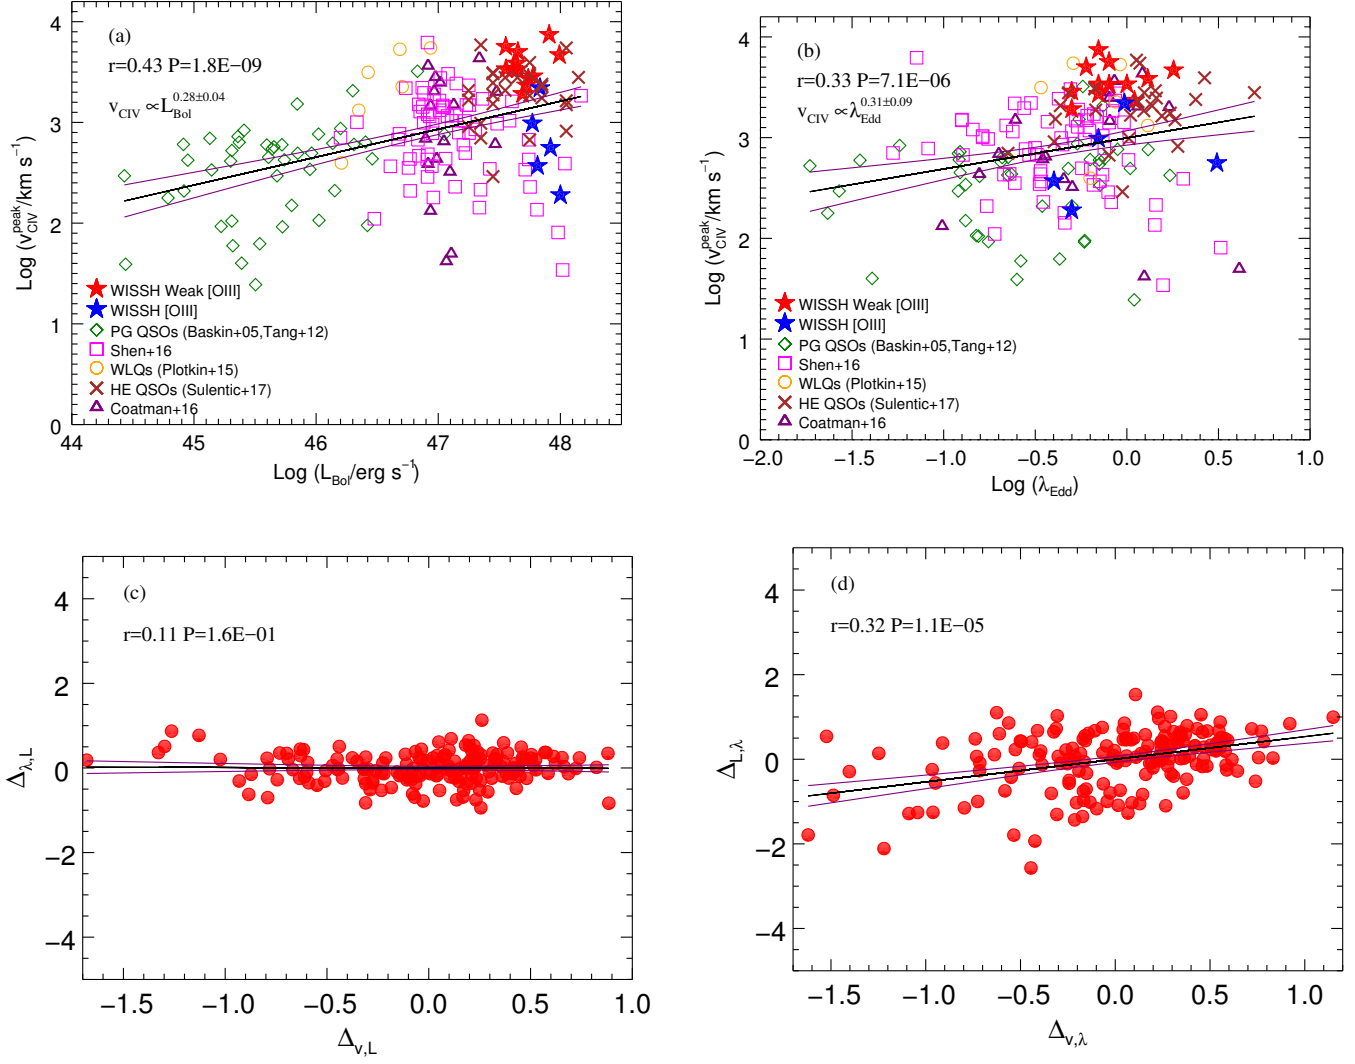 (a)
r=0.43 P=1.8E−09
v_CIV ∝L_Bol^0.28±0.04
WISSH Weak [OIII]
WISSH [OIII]
PG QSOs (Baskin+05,Tang+12)
Shen+16
WLQs (Plotkin+15)
HE QSOs (Sulentic+17)
Coatman+16
Log (v_CIV^peak/km s⁻¹)
4
3
2
1
0
44 45 46 47 48
Log (L_Bol/erg s⁻¹)
(b)
r=0.33 P=7.1E−06
v_CIV ∝λ_Edd^0.31±0.09
WISSH Weak [OIII]
WISSH [OIII]
PG QSOs (Baskin+05,Tang+12)
Shen+16
WLQs (Plotkin+15)
HE QSOs (Sulentic+17)
Coatman+16
Log (v_CIV^peak/km s⁻¹)
4
3
2
1
0
−2.0 −1.5 −1.0 −0.5 0.0 0.5 1.0
Log (λ_Edd)
(c)
r=0.11 P=1.6E−01
Δ_λ,L
4
2
0
−2
−4
−1.5 −1.0 −0.5 0.0 0.5 1.0
Δ_v,L
(d)
r=0.32 P=1.1E−05
Δ_L,λ
4
2
0
−2
−4
−1.5 −1.0 −0.5 0.0 0.5 1.0
Δ_v,λ